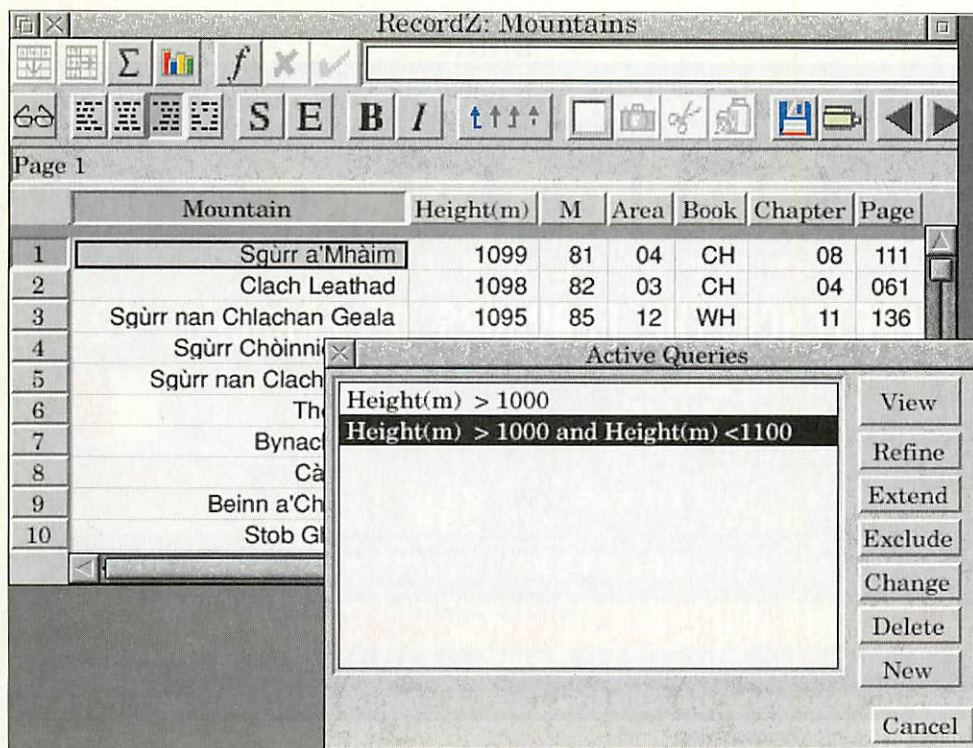 RecordZ: Mountains
Σ f
S E B I
Page 1
Mountain Height(m) M Area Book Chapter Page
1 Sgùrr a'Mhàim 1099 81 04 CH 08 111
2 Clach Leathad 1098 82 03 CH 04 061
3 Sgùrr nan Chlachan Geala 1095 85 12 WH 11 136
4 Sgùrr Chòinni
5 Sgùrr nan Clach
6 Th
7 Bynac
8 Cà
9 Beinn a'Ch
10 Stob G
Active Queries
Height(m) > 1000
Height(m) > 1000 and Height(m) <1100
View
Refine
Extend
Exclude
Change
Delete
New
Cancel